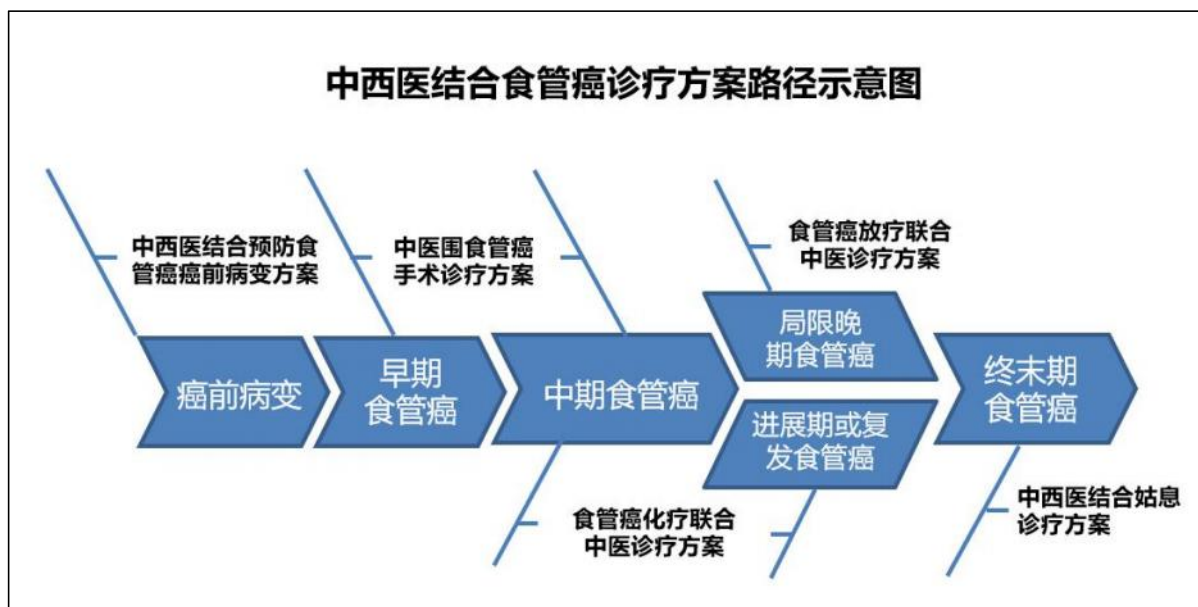 中西医结合食管癌诊疗方案路径示意图
中西医结合预防食
管癌癌前病变方案
中医围食管癌
手术诊疗方案
食管癌放疗联合
中医诊疗方案
癌前病变
早期
食管癌
中期食管癌
局限晚
期食管癌
进展期或复
发食管癌
终末期
食管癌
食管癌化疗联合
中医诊疗方案
中西医结合姑息
诊疗方案